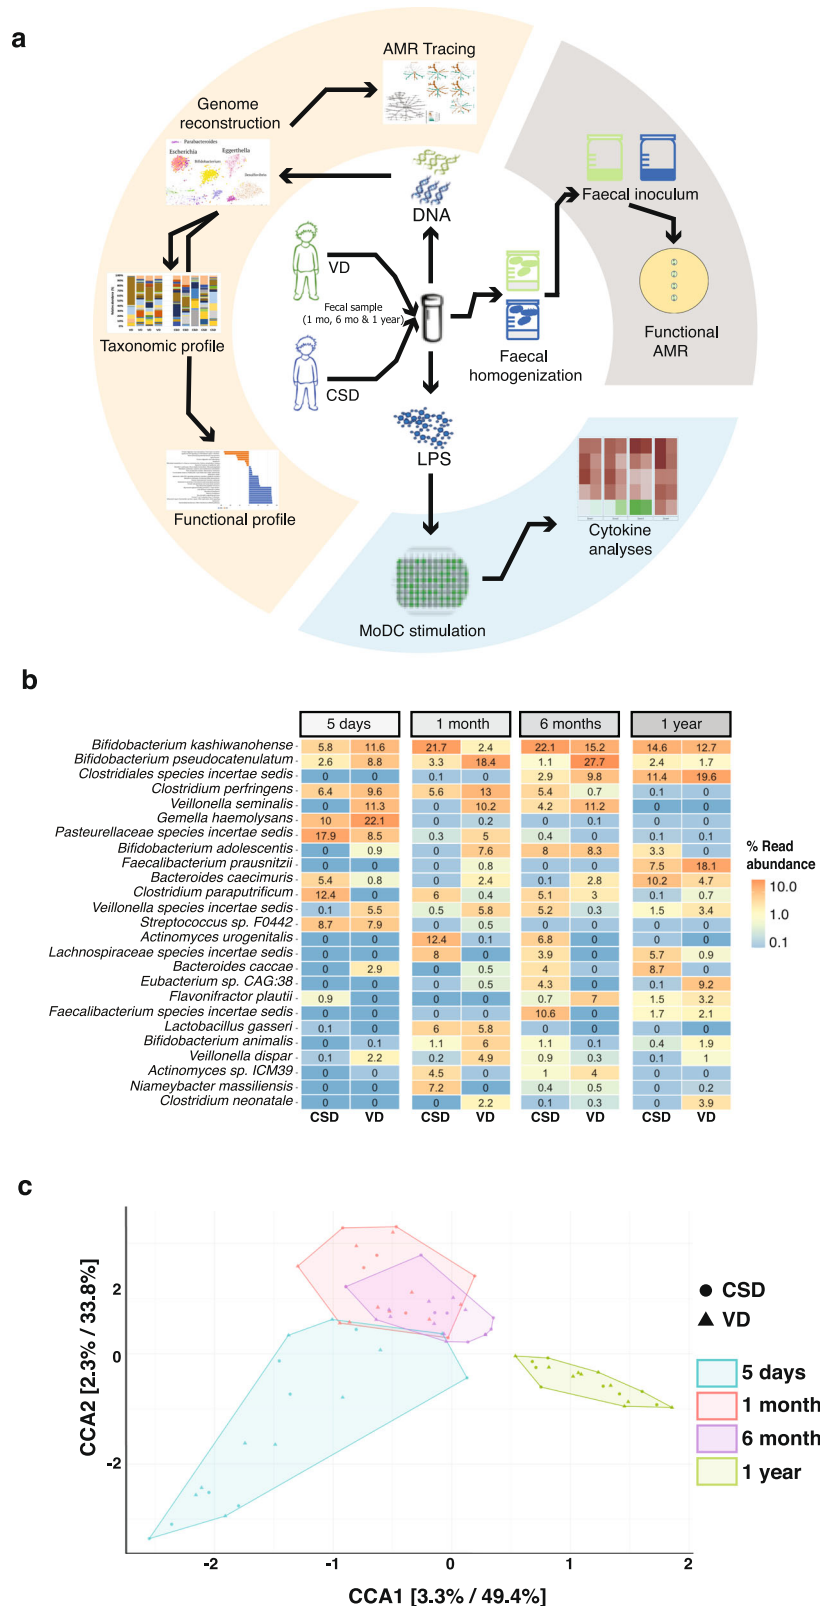 a
AMR Tracing
Genome
reconstruction
Parabacteroides
Escherichia
Eggerthella
Bifidobacterium
DNA
Faecal inoculum
VD
Fecal sample
(1 mo, 6 mo & 1 year)
CSD
Taxonomic profile
Faecal
homogenization
Functional
AMR
LPS
Functional profile
Cytokine
analyses
MoDC stimulation
b
5 days 1 month 6 months 1 year
Bifidobacterium kashiwanohense 5.8 11.6 21.7 2.4 22.1 15.2 14.6 12.7
Bifidobacterium pseudocatenulatum 2.6 8.8 3.3 18.4 1.1 27.7 2.4 1.7
Clostridiales species incertae sedis 0 0 0.1 0 2.9 9.8 11.4 19.6
Clostridium perfringens 6.4 9.6 5.6 13 5.4 0.7 0.1 0
Veillonella seminalis 0 11.3 0 10.2 4.2 11.2 0 0
Gemella haemolysans 10 22.1 0 0.2 0 0 0 0
Pasteurellaceae species incertae sedis 17.9 8.5 0.3 5 0.4 0 0.1 0.1
Bifidobacterium adolescentis 0 0.9 0 7.6 8 8.3 3.3 0
Faecalibacterium prausnitzii 0 0 0 0.8 0 0 7.5 18.1
Bacteroides caecimuris 5.4 0.8 0 2.4 0.1 2.8 10.2 4.7
Clostridium paraputrificum 12.4 0 6 0.4 5.1 3 0.1 0.7
Veillonella species incertae sedis 0.1 5.5 0.5 5.8 5.2 0.3 1.5 3.4
Streptococcus sp. F0442 8.7 7.9 0 0.5 0 0 0 0
Actinomyces urogenitalis 0 0 12.4 0.1 6.8 0 0 0
Lachnospiraceae species incertae sedis 0 0 8 0 3.9 0 5.7 0.9
Bacteroides caccae 0 2.9 0 0.5 4 0 8.7 0
Eubacterium sp. CAG:38 0 0 0 0 4.3 0 0.1 9.2
Flavonifractor plautii 0.9 0 0 0 0.7 7 1.5 3.2
Faecalibacterium species incertae sedis 0 0 0 0 10.6 0 1.7 2.1
Lactobacillus gasseri 0.1 0 6 5.8 0 0 0 0
Bifidobacterium animalis 0 0.1 1.1 6 1.1 0.1 0.4 1.9
Veillonella dispar 0.1 2.2 0.2 4.9 0.9 0.3 0.1 1
Actinomyces sp. ICM39 0 0 4.5 0 1 4 0 0
Niameybacter massiliensis 0 0 7.2 0 0.4 0.5 0 0.2
Clostridium neonatale 0 0 0 2.2 0.1 0.3 0 3.9
CSD VD CSD VD CSD VD CSD VD
% Read
abundance
10.0
1.0
0.1
c
CCA2 [2.3% / 33.8%]
2
0
-2
-2 -1 0 1 2
CCA1 [3.3% / 49.4%]
CSD
VD
5 days
1 month
6 month
1 year